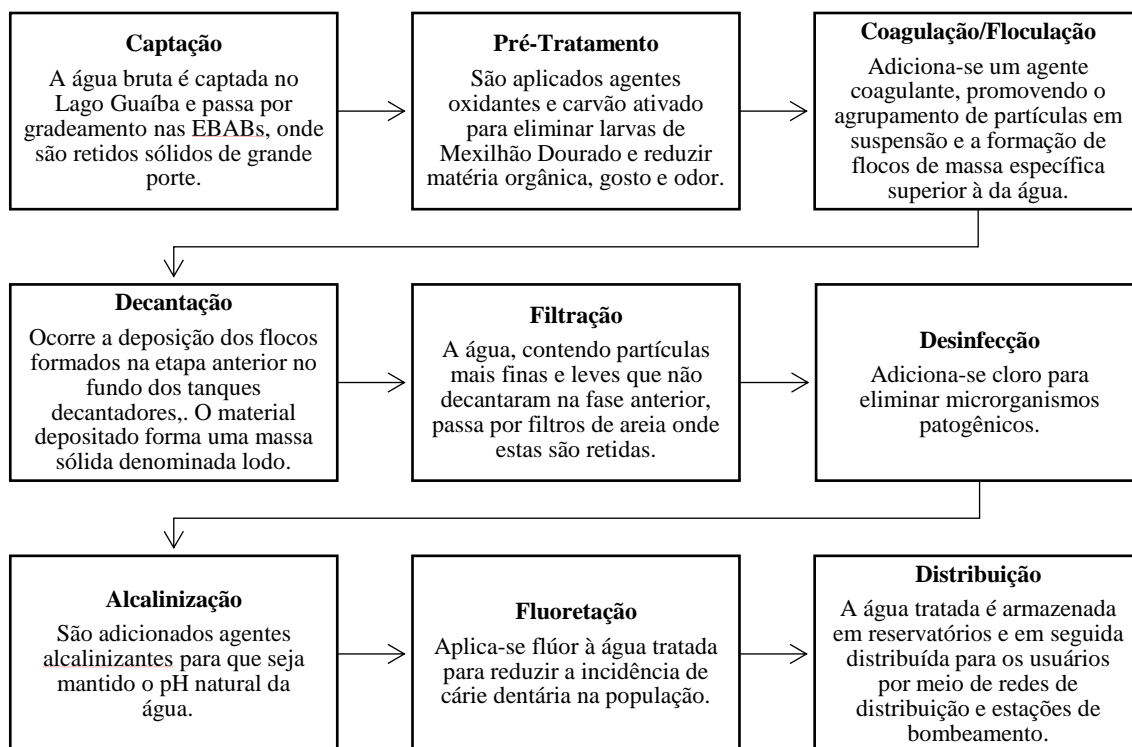 Captação
A água bruta é captada no
Lago Guaíba e passa por
gradeamento nas EBABs, onde
são retidos sólidos de grande
porte.
Pré-Tratamento
São aplicados agentes
oxidantes e carvão ativado
para eliminar larvas de
Mexilhão Dourado e reduzir
matéria orgânica, gosto e odor.
Coagulação/Floculação
Adiciona-se um agente
coagulante, promovendo o
agrupamento de partículas em
suspensão e a formação de
flocos de massa específica
superior à da água.
Decantação
Ocorre a deposição dos flocos
formados na etapa anterior no
fundo dos tanques
decantadores,. O material
depositado forma uma massa
sólida denominada lodo.
Filtração
A água, contendo partículas
mais finas e leves que não
decantaram na fase anterior,
passa por filtros de areia onde
estas são retidas.
Desinfecção
Adiciona-se cloro para
eliminar microrganismos
patogênicos.
Alcalinização
São adicionados agentes
alcalinizantes para que seja
mantido o pH natural da
água.
Fluoretação
Aplica-se flúor à água tratada
para reduzir a incidência de
cárie dentária na população.
Distribuição
A água tratada é armazenada
em reservatórios e em seguida
distribuída para os usuários
por meio de redes de
distribuição e estações de
bombeamento.